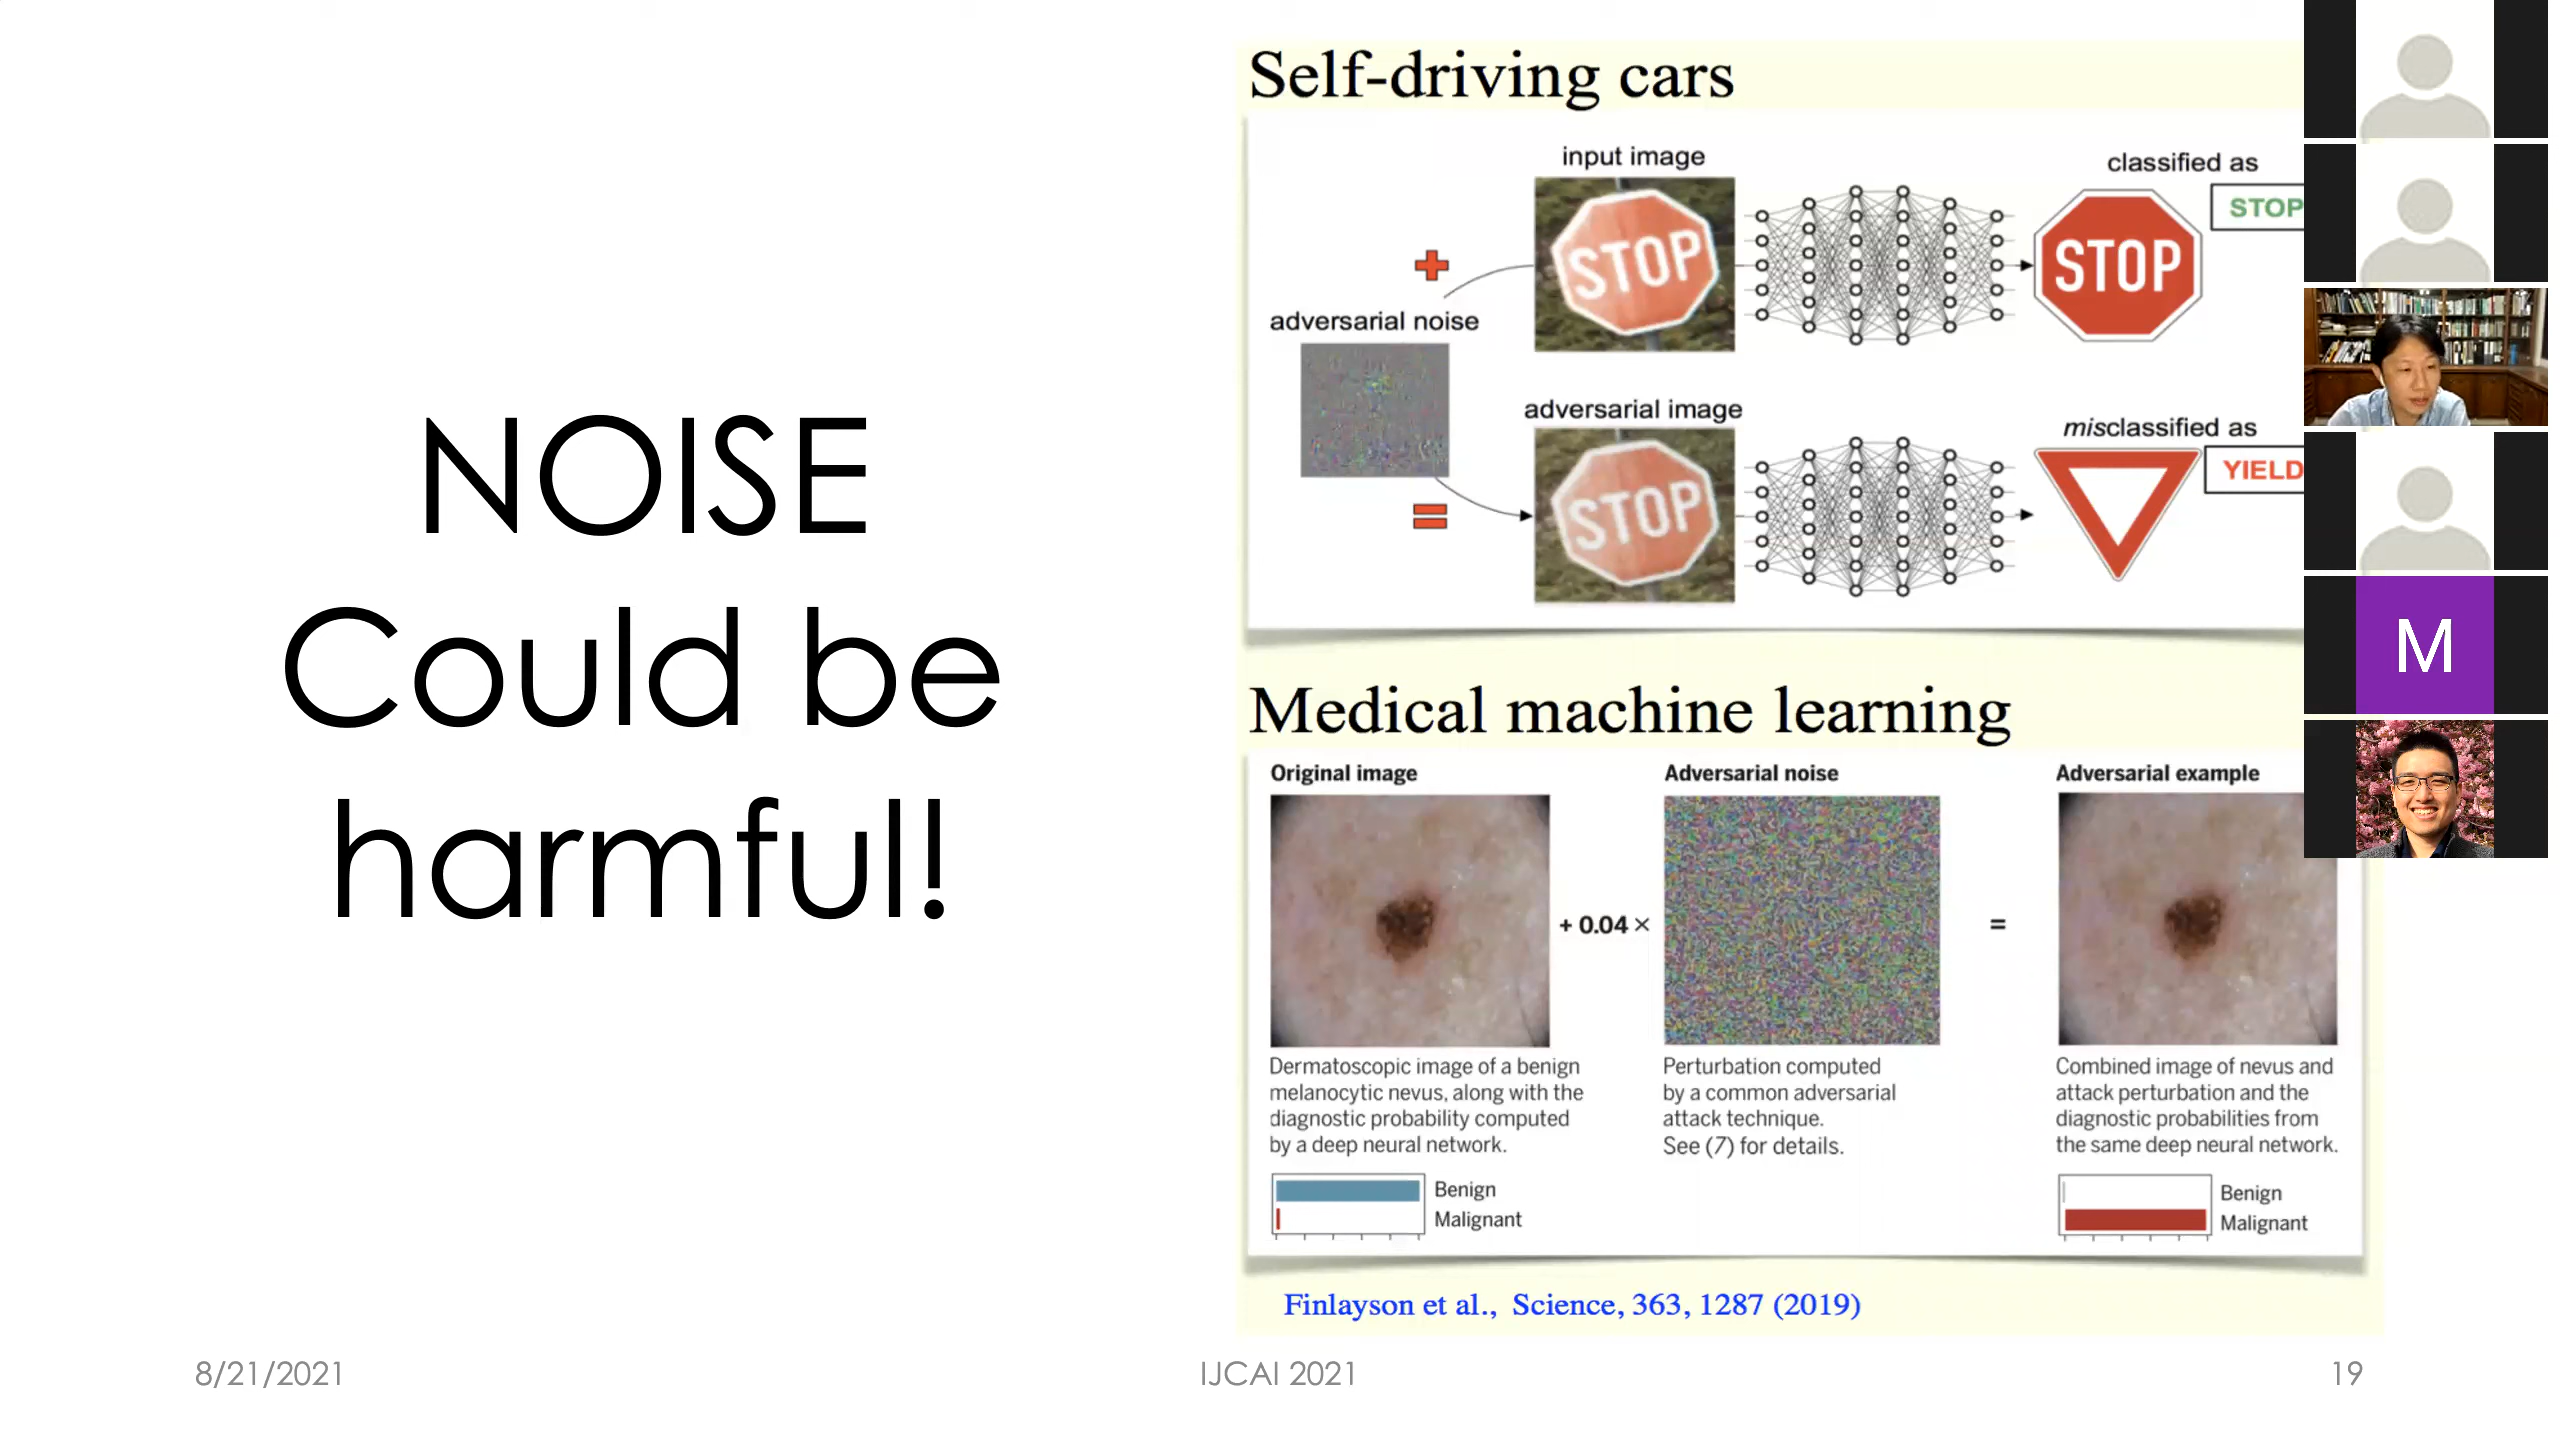 NOISE
Could be
harmful!
Self-driving cars
input image
classified as
STOP
STOP
STOP
adversarial noise
adversarial image
misclassified as
YIELD
STOP
Medical machine learning
Original image
Adversarial noise
Adversarial example
+ 0.04 ×
=
Dermatoscopic image of a benign
melanocytic nevus, along with the
diagnostic probability computed
by a deep neural network.
Perturbation computed
by a common adversarial
attack technique.
See (7) for details.
Combined image of nevus and
attack perturbation and the
diagnostic probabilities from
the same deep neural network.
Benign
Malignant
Benign
Malignant
Finlayson et al., Science, 363, 1287 (2019)
M
8/21/2021
IJCAI 2021
19